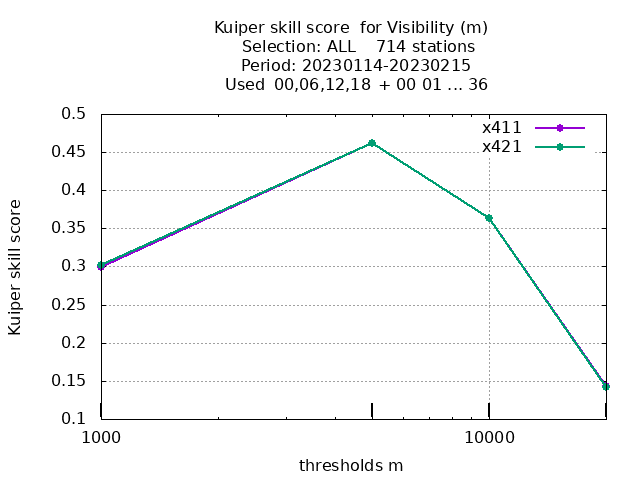 Kuiper skill score  for Visibility (m)
Selection: ALL    714 stations
Period: 20230114-20230215
Used  00,06,12,18  + 00 01 ... 36
x411
x421
0.5
0.45
0.4
0.35
0.3
0.25
0.2
0.15
0.1
Kuiper skill score
1000
10000
thresholds m